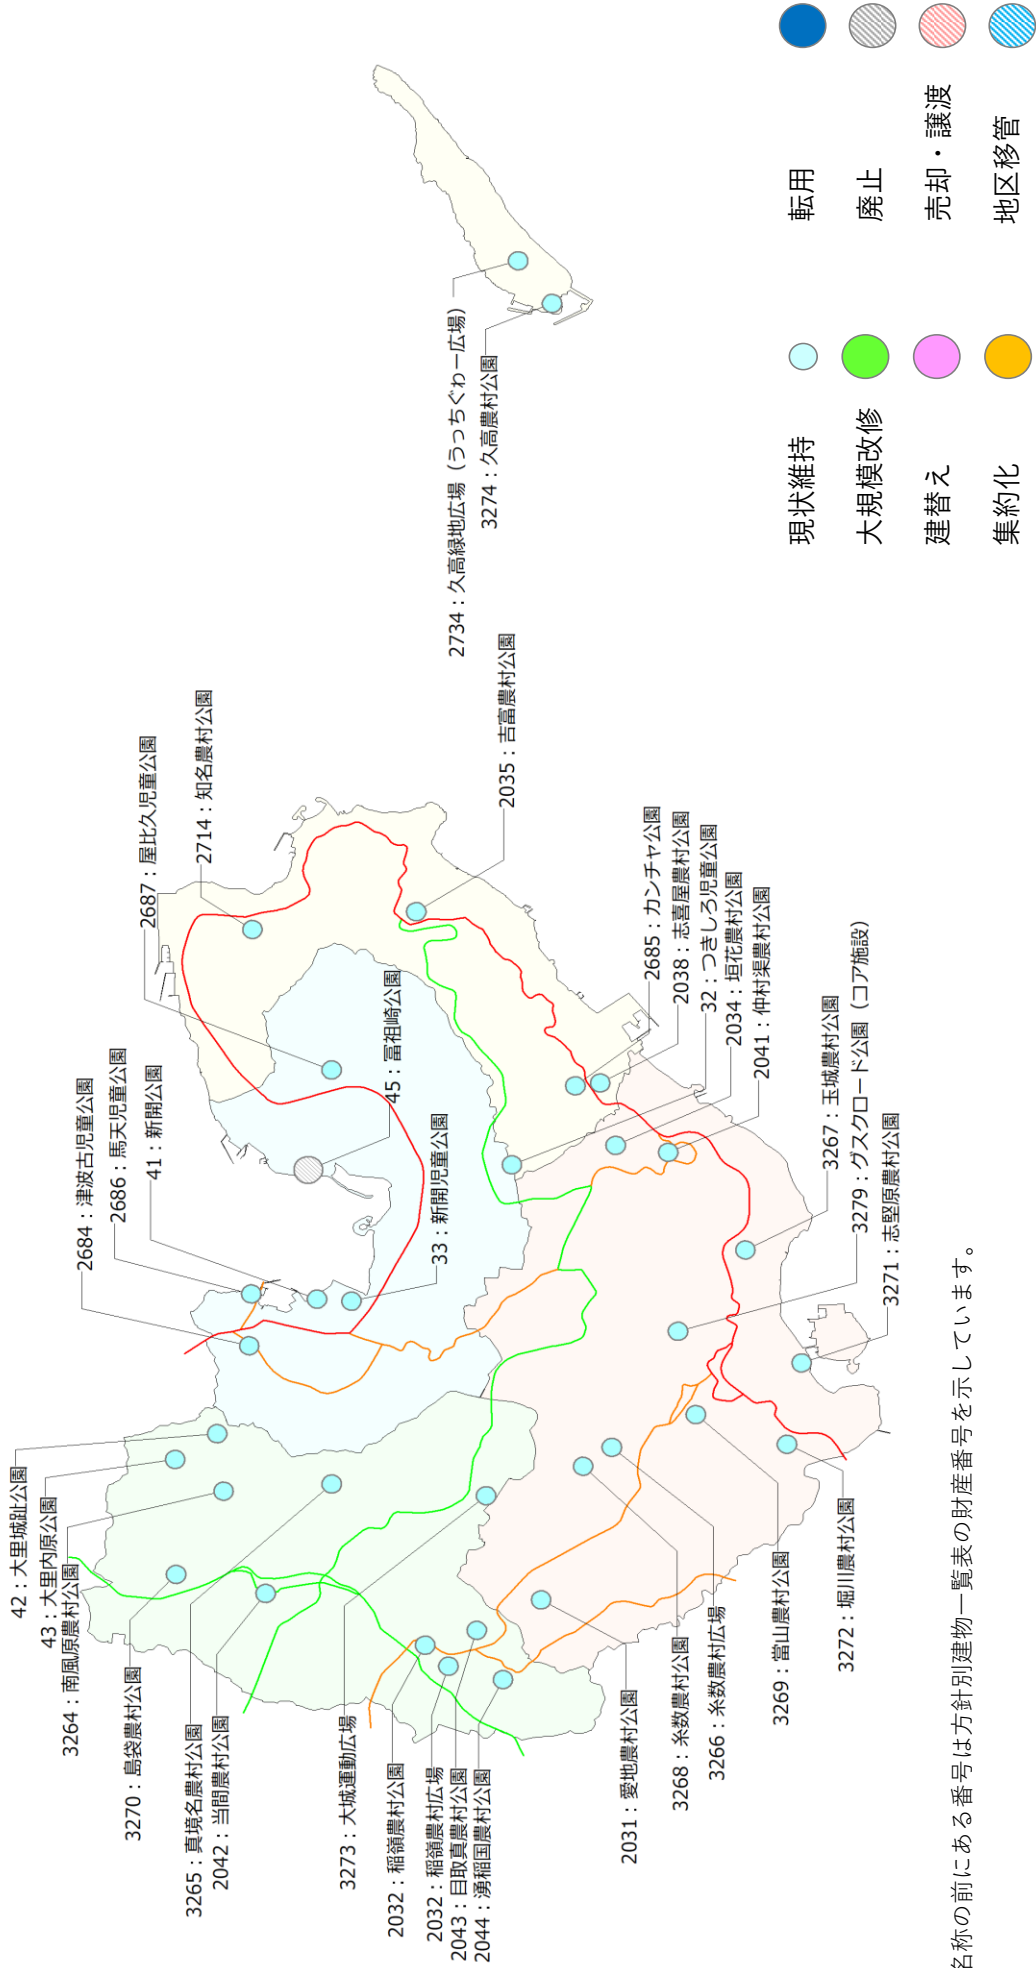 42：大里城趾公園
43：大里内原公園
3264：南風原農村公園
3270：島袋農村公園
3265：真境名農村公園
2042：当間農村公園
3273：大城運動広場
2032：稲嶺農村公園
2032：稲嶺農村広場
2043：目取真農村公園
2044：湧稲国農村公園
2031：愛地農村公園
3268：糸数農村公園
3266：糸数農村広場
3269：當山農村公園
3272：堀川農村公園
2684：津波古児童公園
2686：馬天児童公園
41：新開公園
33：新開児童公園
45：富祖崎公園
2687：屋比久児童公園
2714：知名農村公園
2035：吉富農村公園
2685：カンチャ公園
2038：志喜屋農村公園
32：つきしろ児童公園
2034：垣花農村公園
2041：仲村渠農村公園
3267：玉城農村公園
3279：グスクロード公園（コア施設）
3271：志堅原農村公園
2734：久高緑地広場（うっちぐゎー広場）
3274：久高農村公園
現状維持
大規模改修
建替え
集約化
転用
廃止
売却・譲渡
地区移管
名称の前にある番号は方針別建物一覧表の財産番号を示しています。